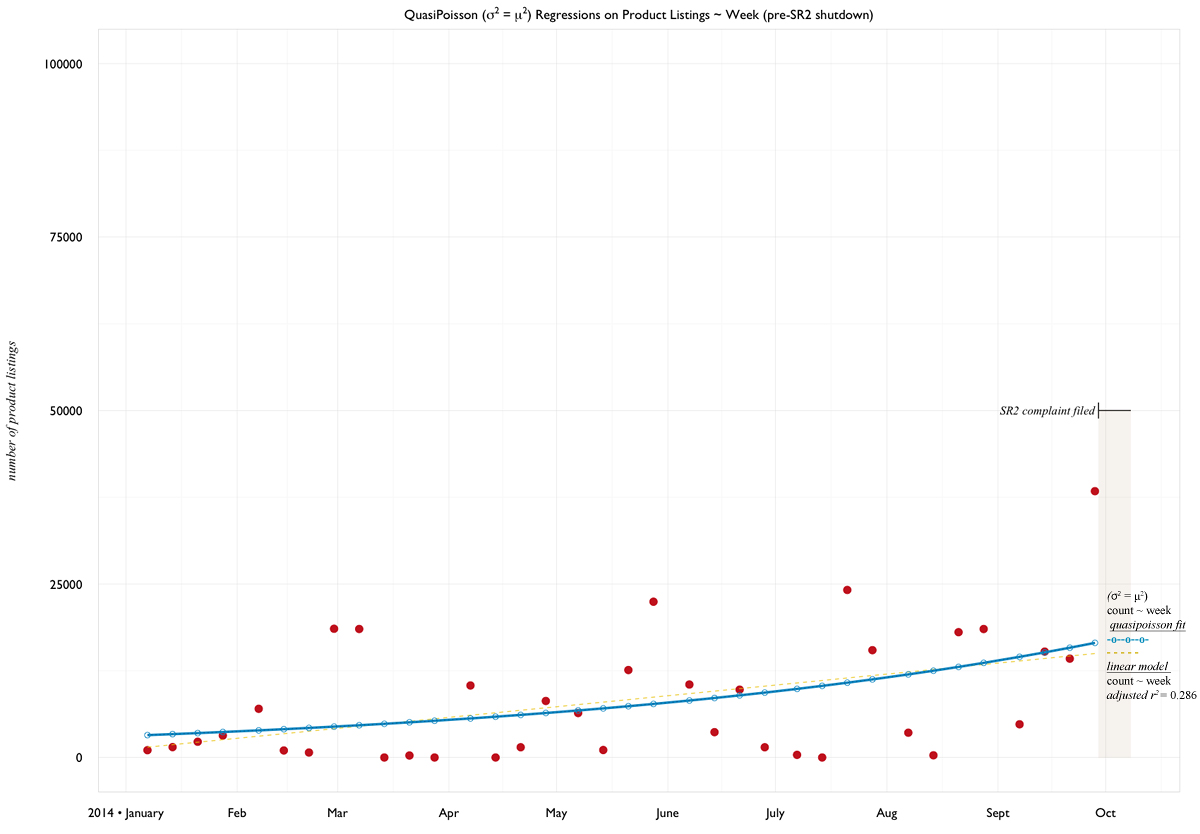 QuasiPoisson (σ² = μ²) Regressions on Product Listings ~ Week (pre-SR2 shutdown)
100000
75000
50000
25000
0
number of product listings
SR2 complaint filed
(σ² = μ²)
count ~ week
quasipoisson fit
linear model
count ~ week
adjusted r² = 0.286
2014 • January
Feb
Mar
Apr
May
June
July
Aug
Sept
Oct